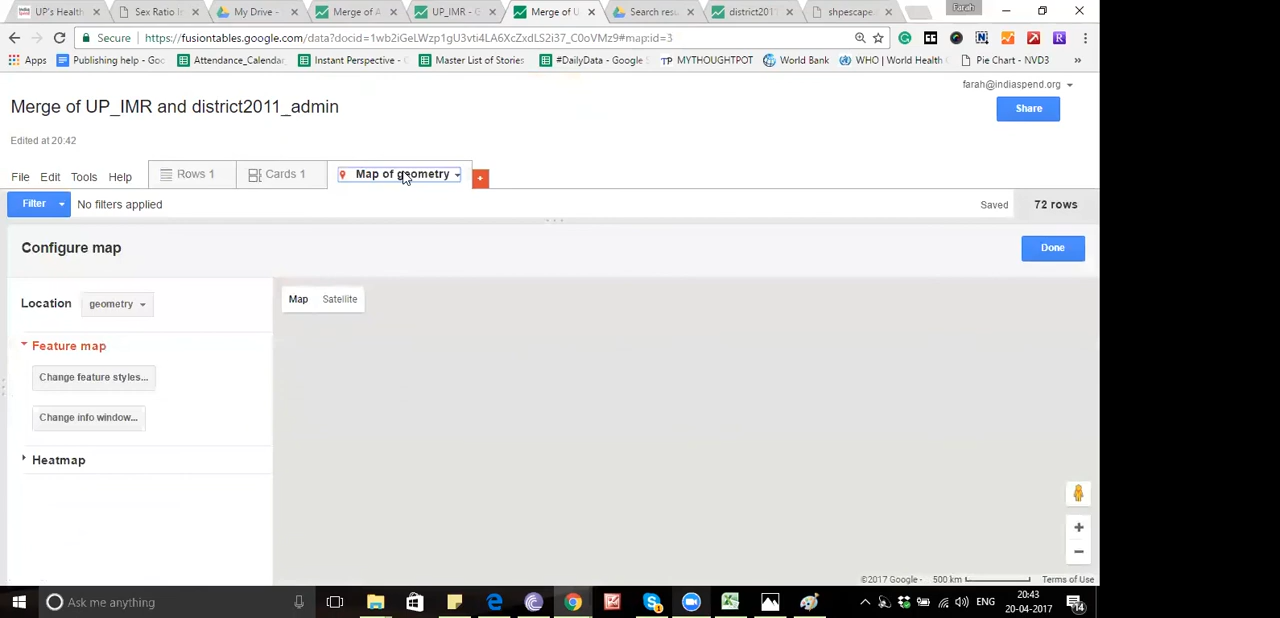 UP's Health
Sex Ratio It
My Drive -
Merge of A
UP_IMR - G
Merge of U
Search resu
district201
shpescape.
Farah
Secure
https://fusiontables.google.com/data?docid=1wb2iGeLWzp1gU3vti4LA6XcZxdLS2i37_C0oVMz9#map:id=3
Apps
Publishing help - Goo
Attendance_Calendar
Instant Perspective -
Master List of Stories
#DailyData - Google S
MYTHOUGHTPOT
World Bank
WHO | World Health
Pie Chart - NVD3
»
farah@indiaspend.org
Merge of UP_IMR and district2011_admin
Share
Edited at 20:42
File Edit Tools Help
Rows 1
Cards 1
Map of geometry
Filter
No filters applied
Saved
72 rows
Configure map
Done
Location
geometry
Map
Satellite
Feature map
Change feature styles...
Change info window...
Heatmap
©2017 Google -
500 km
Terms of Use
Ask me anything
ENG
20:43
20-04-2017
14